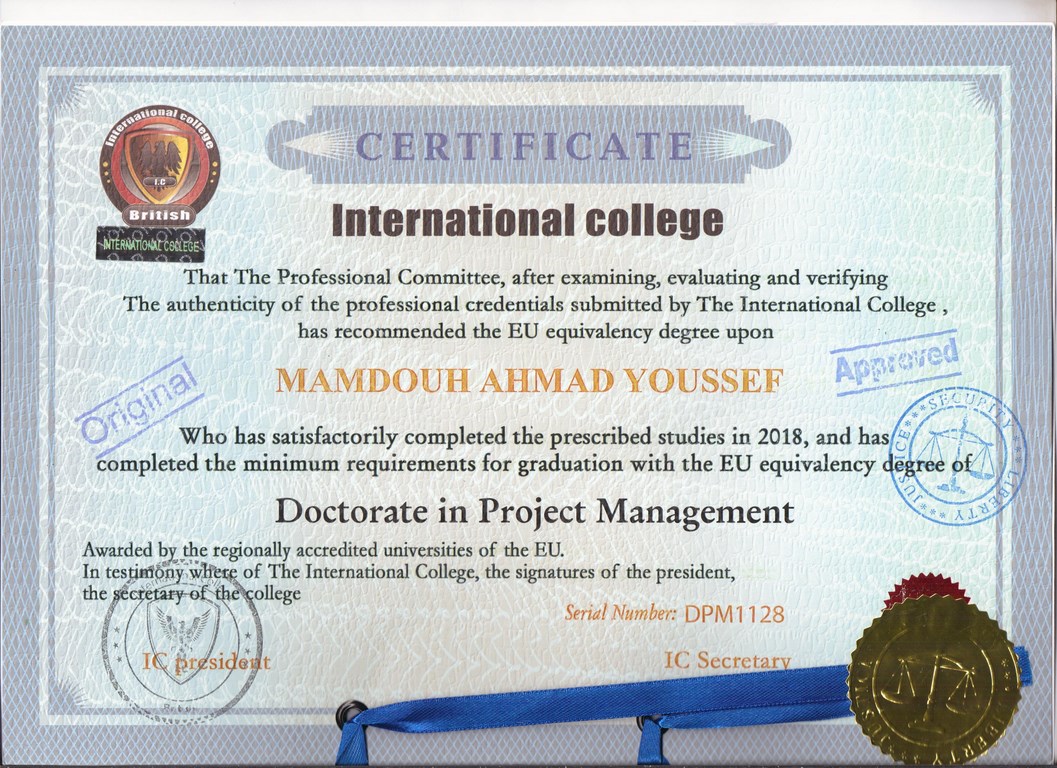 International college
I.C
British
INTERNATIONAL COLLEGE
CERTIFICATE
International college
That The Professional Committee, after examining, evaluating and verifying
The authenticity of the professional credentials submitted by The International College ,
has recommended the EU equivalency degree upon
Approved
MAMDOUH AHMAD YOUSSEF
Original
Who has satisfactorily completed the prescribed studies in 2018, and has
completed the minimum requirements for graduation with the EU equivalency degree of
JUSTICE ** SECURITY ** LIBERTY ***
Doctorate in Project Management
Awarded by the regionally accredited universities of the EU.
In testimony where of The International College, the signatures of the president,
the secretary of the college
Serial Number: DPM1128
IC president
IC Secretary
LIBERTY